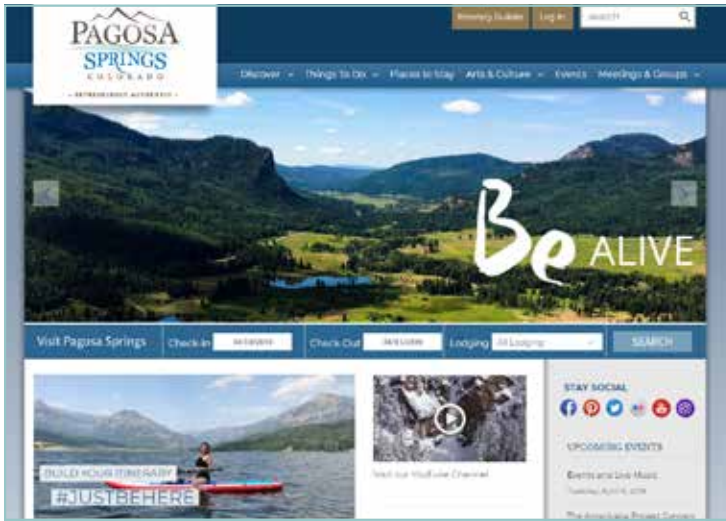 PAGOSA
SPRINGS
COLORADO
Itinerary Builder
Log In
SEARCH
Discover
Things To Do
Places to Stay
Arts & Culture
Events
Meetings & Groups
Be ALIVE
Visit Pagosa Springs
Check-In
Check Out
Lodging
All Lodging
SEARCH
BUILD YOUR ITINERARY
#JUSTBEHERE
Visit our YouTube Channel
STAY SOCIAL
UPCOMING EVENTS
Events and Live Music